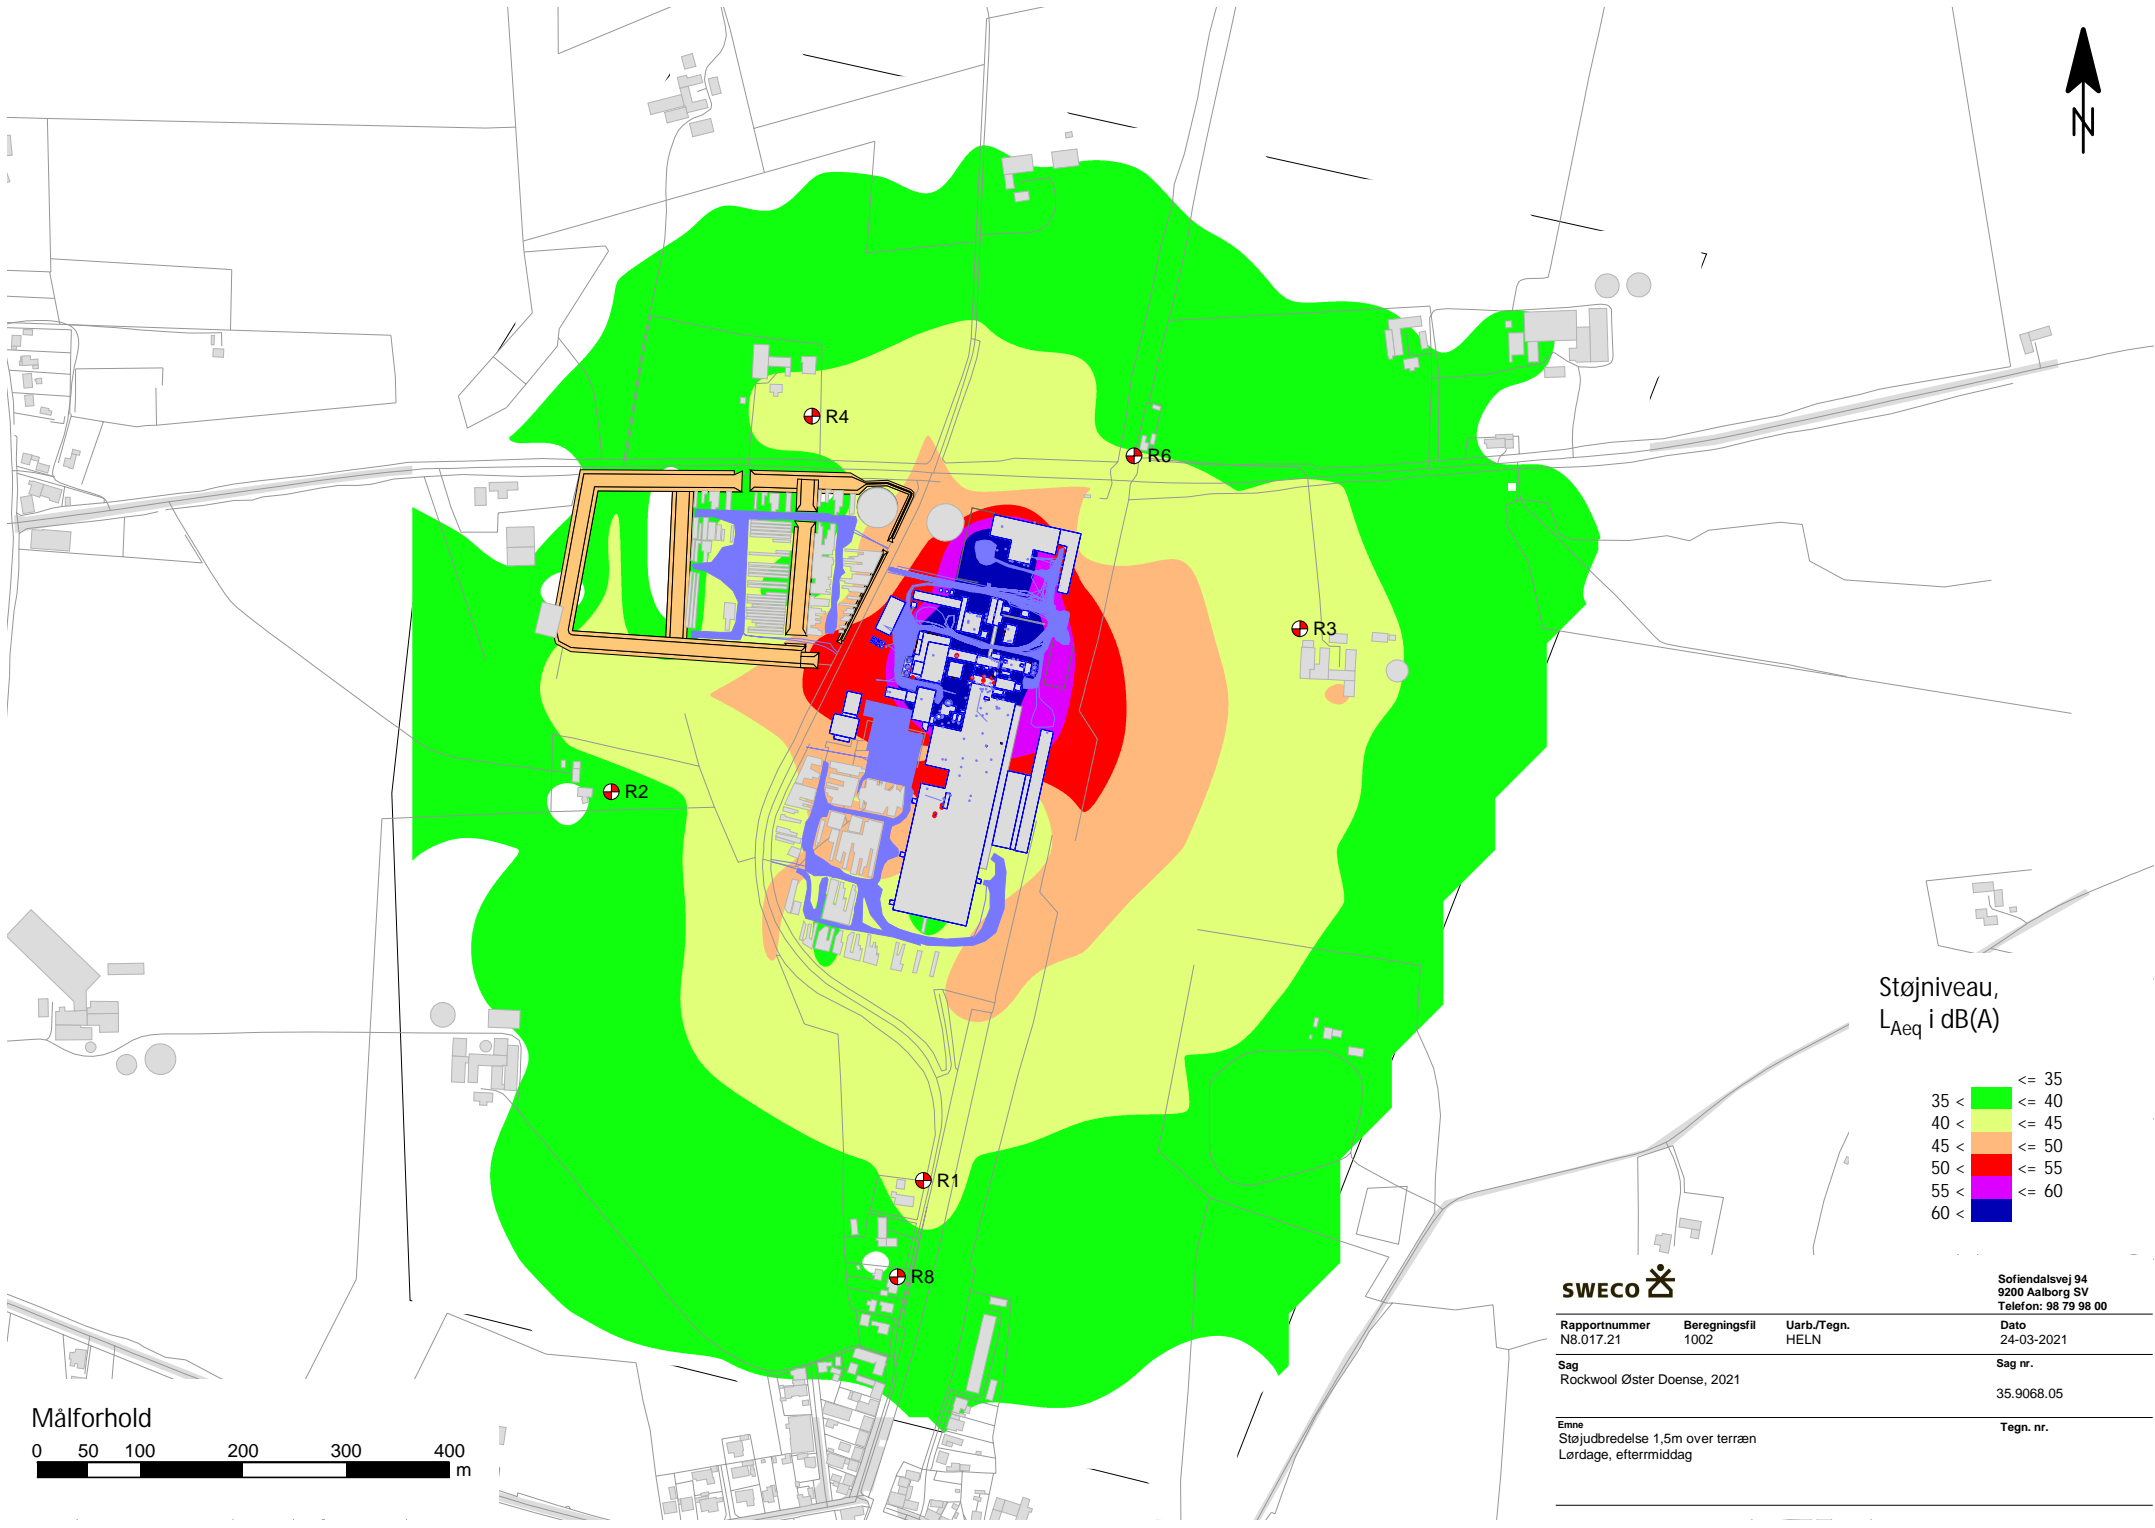 N
R4
R6
R3
R2
R1
R8
Støjniveau,
LAeq i dB(A)
<= 35
35 < <= 40
40 < <= 45
45 < <= 50
50 < <= 55
55 < <= 60
60 <
Målforhold
0 50 100 200 300 400
m
SWECO
Sofiendalsvej 94
9200 Aalborg SV
Telefon: 98 79 98 00
Rapportnummer Beregningsfil Uarb./Tegn. Dato
N8.017.21 1002 HELN 24-03-2021
Sag Sag nr.
Rockwool Øster Doense, 2021
35.9068.05
Emne Tegn. nr.
Støjudbredelse 1,5m over terræn
Lørdage, efterrmiddag